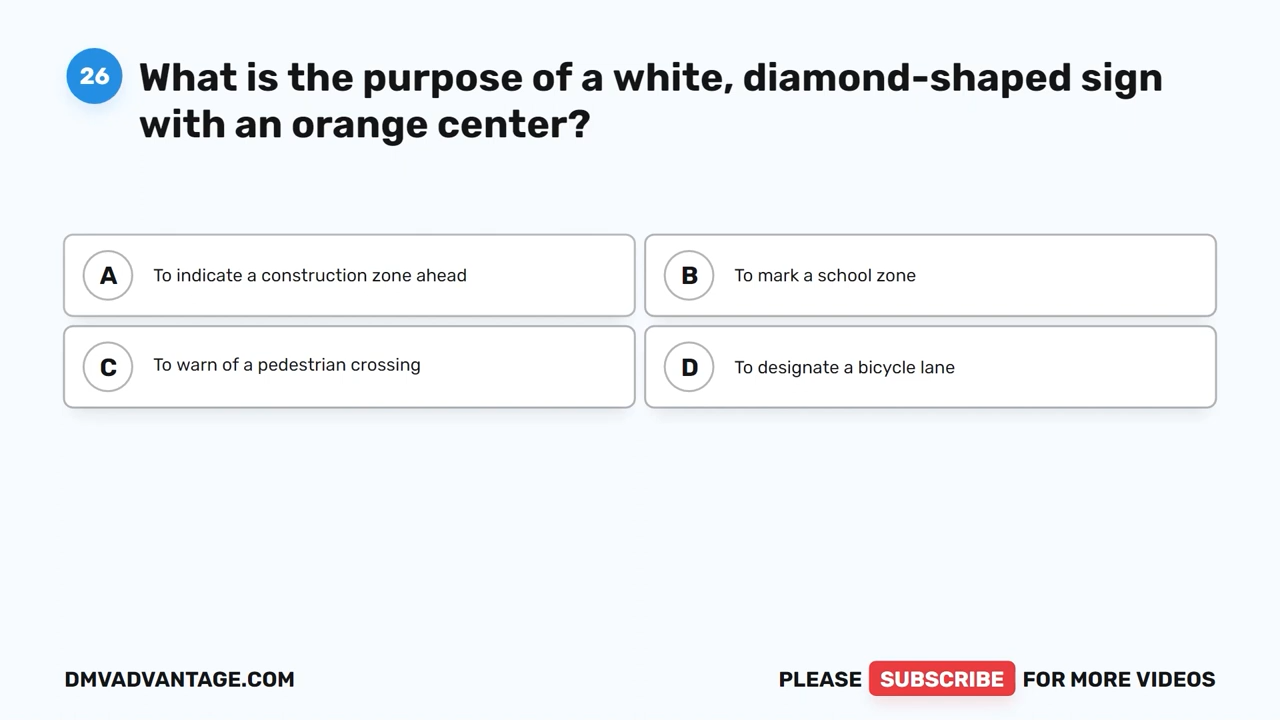 26
What is the purpose of a white, diamond-shaped sign
with an orange center?
A To indicate a construction zone ahead
B To mark a school zone
C To warn of a pedestrian crossing
D To designate a bicycle lane
DMVADVANTAGE.COM
PLEASE SUBSCRIBE FOR MORE VIDEOS